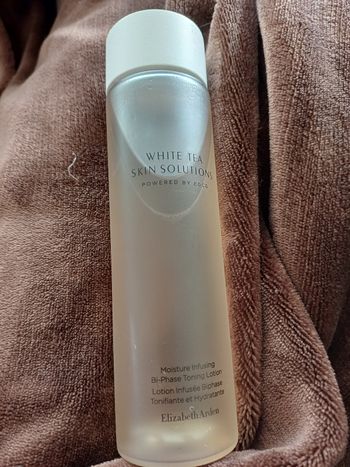 WHITE TEA
SKIN SOLUTIONS
POWERED BY EGCG
Moisture Infusing
Bi-Phase Toning Lotion
Lotion Infusée Biphase
Tonifiante et Hydratante
Elizabeth Arden